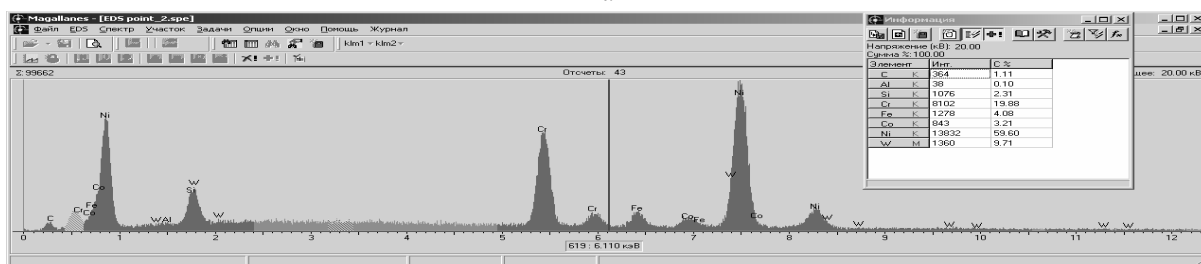 Magallanes - [EDS point_2.spe]
Файл EDS Спектр Участок Задачи Опции Окно Помощь Журнал
klm1 klm2
Σ: 99662 Отсчеты: 43 щее: 20.00 кВ
Информация
Напряжение (кВ): 20.00
Сумма %: 100.00
Элемент Инт. C %
C K 364 1.11
Al K 38 0.10
Si K 1076 2.31
Cr K 8102 19.88
Fe K 1278 4.08
Co K 843 3.21
Ni K 13832 59.60
W M 1360 9.71
Ni
Ni
Cr
W
W
Co
Si
Fe
Cr
Co
C
W Al
W
Cr
Fe
Co
Fe
Co
Ni
W
W
W
W
W
W
0 1 2 3 4 5 6 7 8 9 10 11 12
619 : 6.110 кэВ